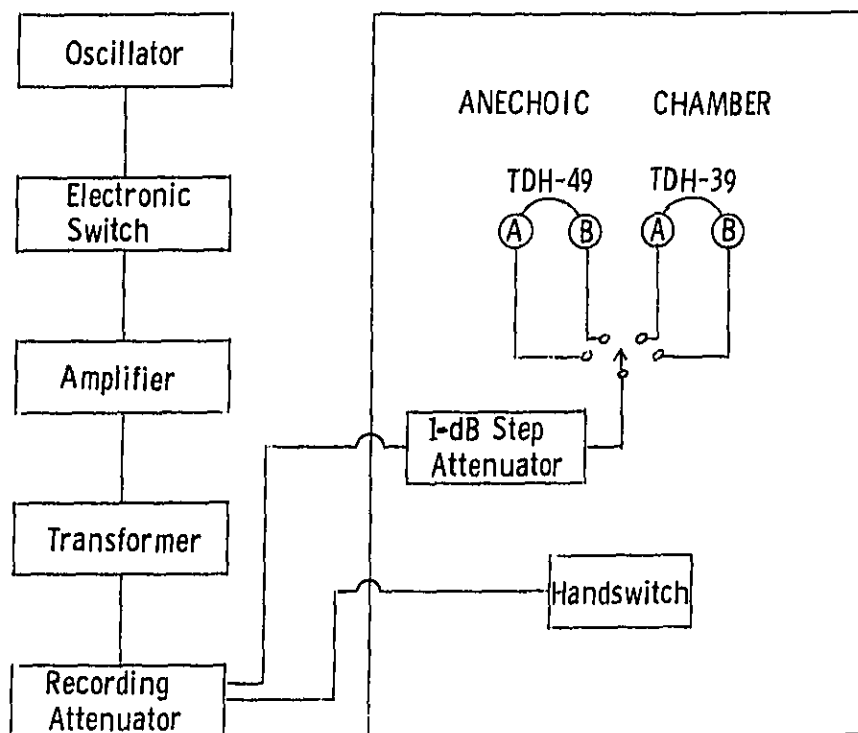 Oscillator
Electronic
Switch
Amplifier
Transformer
Recording
Attenuator
ANECHOIC CHAMBER
TDH-49 TDH-39
A B A B
1-dB Step
Attenuator
Handswitch